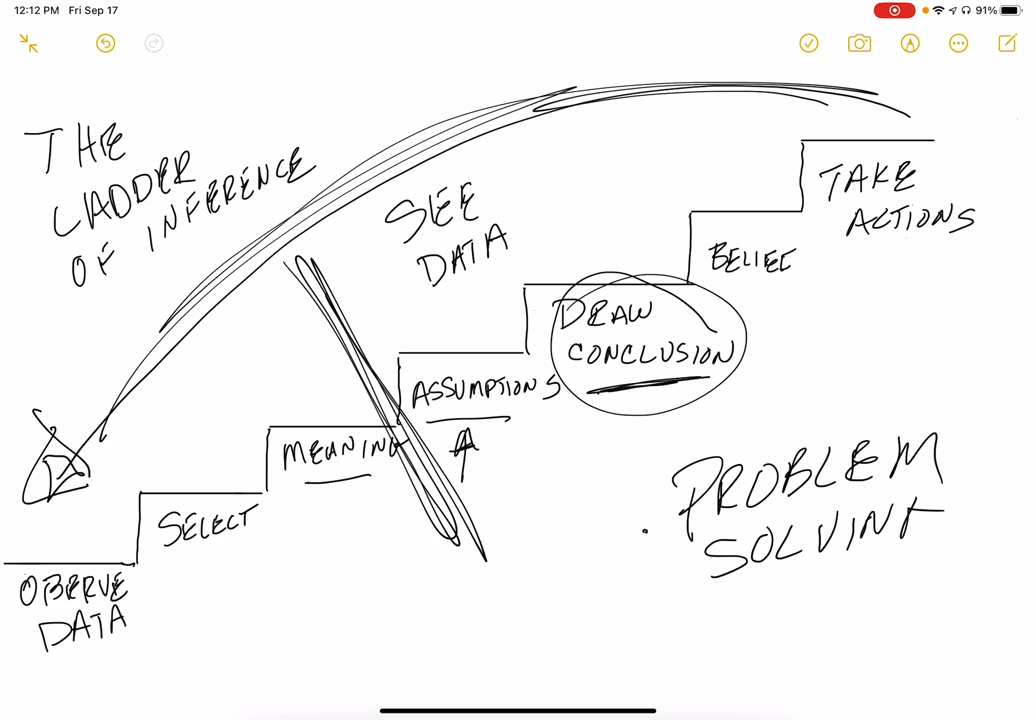 12:12 PM Fri Sep 17
91%
THE
LADDER
OF INFERENCE
SEE
DATA
TAKE
ACTIONS
BELIEF
DRAW
CONCLUSION
ASSUMPTIONS
MEANING
SELECT
OBSERVE
DATA
PROBLEM